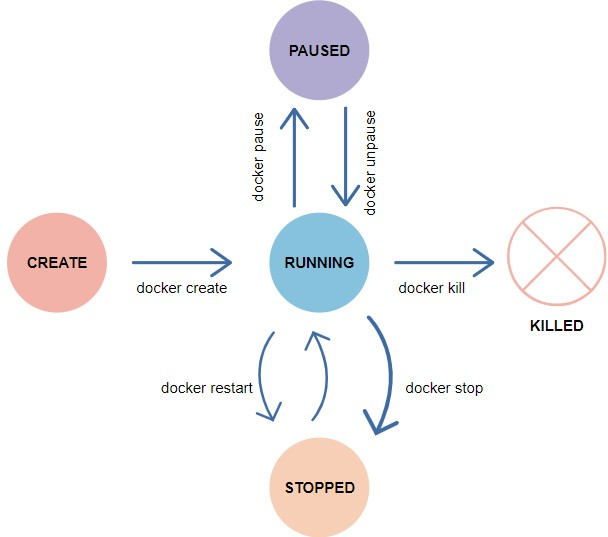 PAUSED
docker pause
docker unpause
CREATE
docker create
RUNNING
docker kill
KILLED
docker restart
docker stop
STOPPED